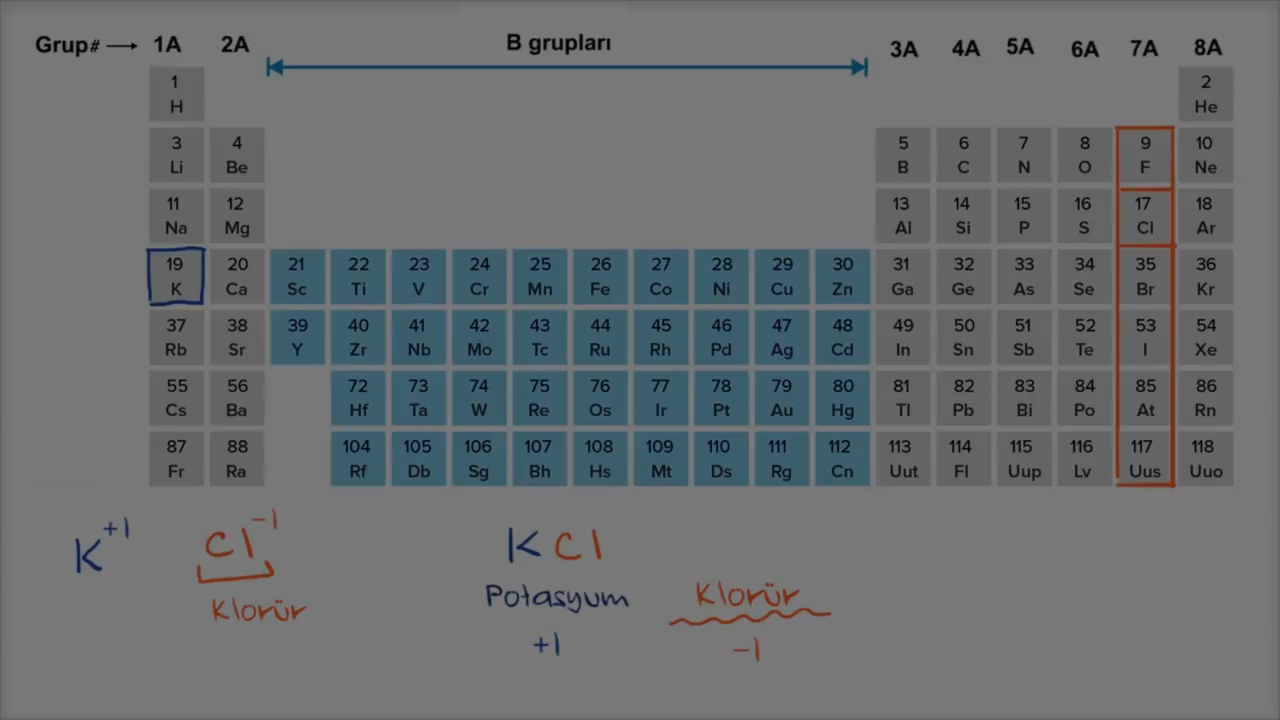 Grup# → 1A 2A B grupları 3A 4A 5A 6A 7A 8A
1 2
H He
3 4 5 6 7 8 9 10
Li Be B C N O F Ne
11 12 13 14 15 16 17 18
Na Mg Al Si P S Cl Ar
19 20 21 22 23 24 25 26 27 28 29 30 31 32 33 34 35 36
K Ca Sc Ti V Cr Mn Fe Co Ni Cu Zn Ga Ge As Se Br Kr
37 38 39 40 41 42 43 44 45 46 47 48 49 50 51 52 53 54
Rb Sr Y Zr Nb Mo Tc Ru Rh Pd Ag Cd In Sn Sb Te I Xe
55 56 72 73 74 75 76 77 78 79 80 81 82 83 84 85 86
Cs Ba Hf Ta W Re Os Ir Pt Au Hg Tl Pb Bi Po At Rn
87 88 104 105 106 107 108 109 110 111 112 113 114 115 116 117 118
Fr Ra Rf Db Sg Bh Hs Mt Ds Rg Cn Uut Fl Uup Lv Uus Uuo
K+1 Cl-1 KCl
Klorür Potasyum Klorür
+1 -1